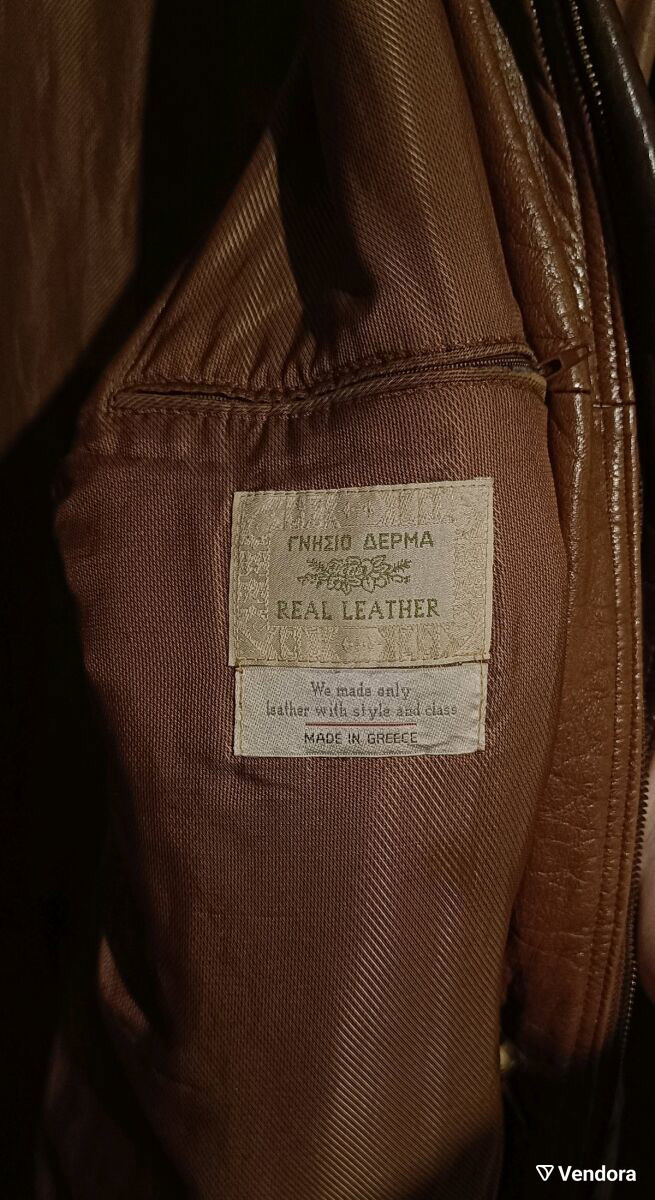 ΓΝΗΣΙΟ ΔΕΡΜΑ
REAL LEATHER
We made only
leather with style and class
MADE IN GREECE
Vendora